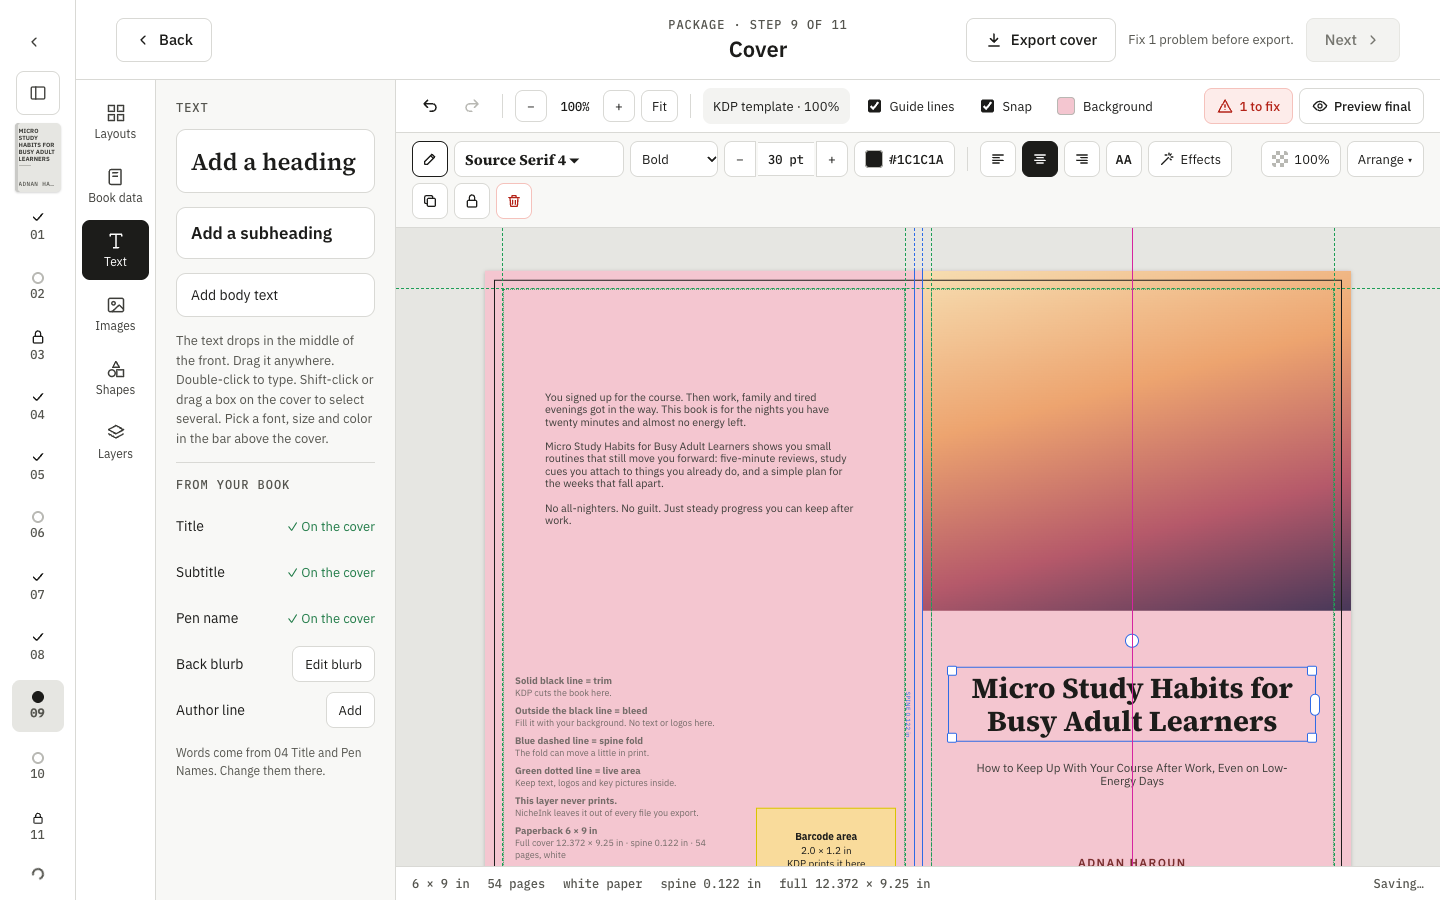 PACKAGE · STEP 9 OF 11
Back
Cover
Export cover
Fix 1 problem before export.
Next
MICRO
STUDY
HABITS FOR
BUSY ADULT
LEARNERS
ADNAN HA…
01
02
03
04
05
06
07
08
09
10
11
Layouts
Book data
Text
Images
Shapes
Layers
TEXT
Add a heading
Add a subheading
Add body text
The text drops in the middle of
the front. Drag it anywhere.
Double-click to type. Shift-click or
drag a box on the cover to select
several. Pick a font, size and color
in the bar above the cover.
FROM YOUR BOOK
Title ✓ On the cover
Subtitle ✓ On the cover
Pen name ✓ On the cover
Back blurb Edit blurb
Author line Add
Words come from 04 Title and Pen
Names. Change them there.
− 100% + Fit KDP template · 100% Guide lines Snap Background 1 to fix Preview final
Source Serif 4 ▾ Bold − 30 pt + #1C1C1A AA Effects 100% Arrange ▾
You signed up for the course. Then work, family and tired
evenings got in the way. This book is for the nights you have
twenty minutes and almost no energy left.
Micro Study Habits for Busy Adult Learners shows you small
routines that still move you forward: five-minute reviews, study
cues you attach to things you already do, and a simple plan for
the weeks that fall apart.
No all-nighters. No guilt. Just steady progress you can keep after
work.
Solid black line = trim
KDP cuts the book here.
Outside the black line = bleed
Fill it with your background. No text or logos here.
Blue dashed line = spine fold
The fold can move a little in print.
Green dotted line = live area
Keep text, logos and key pictures inside.
This layer never prints.
NicheInk leaves it out of every file you export.
Paperback 6 × 9 in
Full cover 12.372 × 9.25 in · spine 0.122 in · 54
pages, white
Barcode area
2.0 × 1.2 in
KDP prints it here
Micro Study Habits for
Busy Adult Learners
How to Keep Up With Your Course After Work, Even on Low-
Energy Days
ADNAN HAROUN
6 × 9 in 54 pages white paper spine 0.122 in full 12.372 × 9.25 in
Saving…